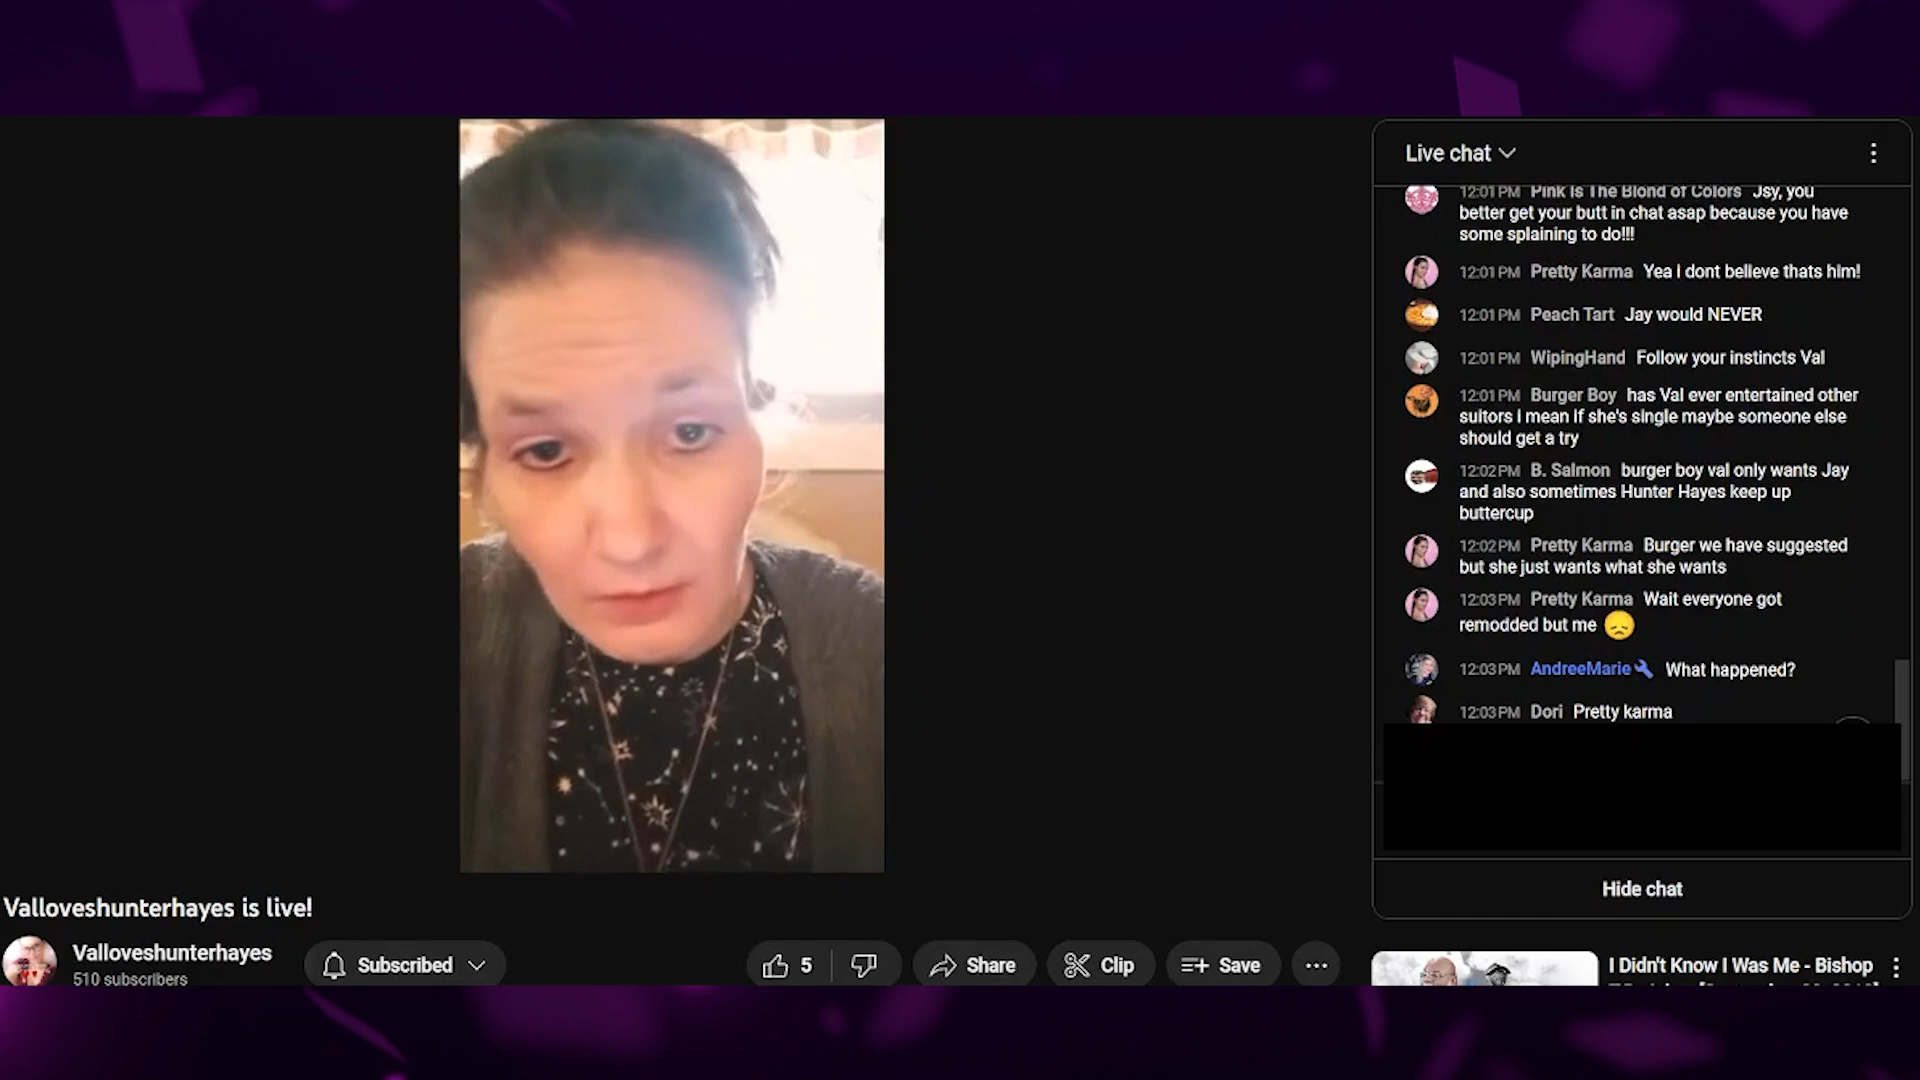 Live chat
12:01 PM Pink Is The Blond of Colors Jsy, you
better get your butt in chat asap because you have
some splaining to do!!!
12:01 PM Pretty Karma Yea i dont believe thats him!
12:01 PM Peach Tart Jay would NEVER
12:01 PM WipingHand Follow your instincts Val
12:01 PM Burger Boy has Val ever entertained other
suitors i mean if she's single maybe someone else
should get a try
12:02 PM B. Salmon burger boy val only wants Jay
and also sometimes Hunter Hayes keep up
buttercup
12:02 PM Pretty Karma Burger we have suggested
but she just wants what she wants
12:03 PM Pretty Karma Wait everyone got
remodded but me
12:03 PM AndreeMarie What happened?
12:03 PM Dori Pretty karma
Hide chat
Valloveshunterhayes is live!
Valloveshunterhayes
510 subscribers
Subscribed
5
Share
Clip
Save
I Didn't Know I Was Me - Bishop